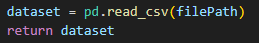 dataset = pd.read_csv(filePath)
return dataset